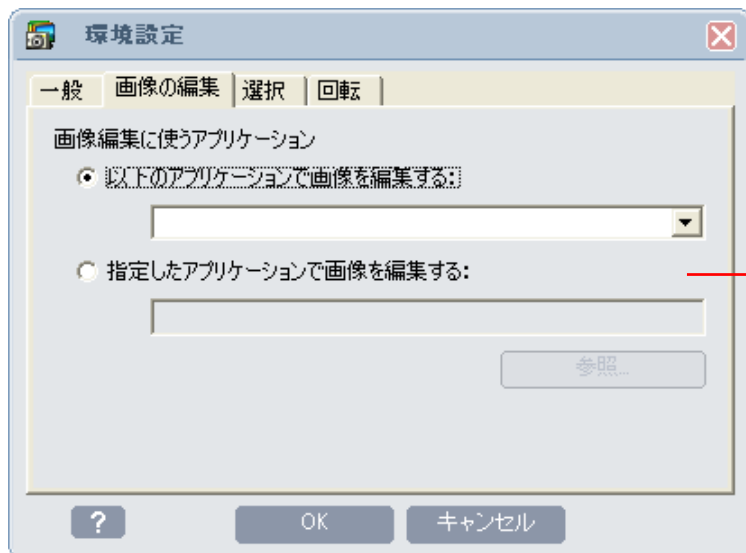 環境設定
一般 画像の編集 選択 回転
画像編集に使うアプリケーション
以下のアプリケーションで画像を編集する:
指定したアプリケーションで画像を編集する:
参照...
? OK キャンセル